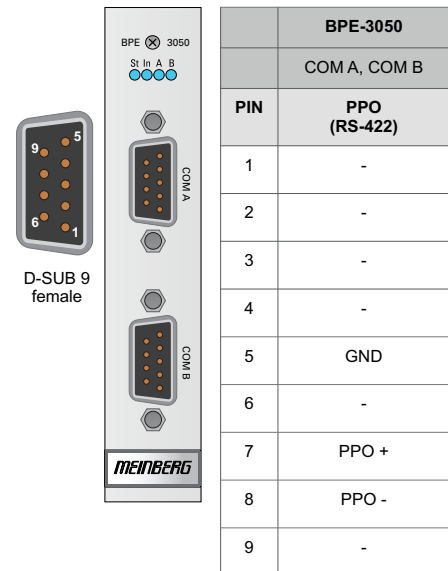 BPE 3050
St In A B
COM A
COM B
MEINBERG
9 5
6 1
D-SUB 9
female
BPE-3050
COM A, COM B
PIN PPO
(RS-422)
1 -
2 -
3 -
4 -
5 GND
6 -
7 PPO +
8 PPO -
9 -